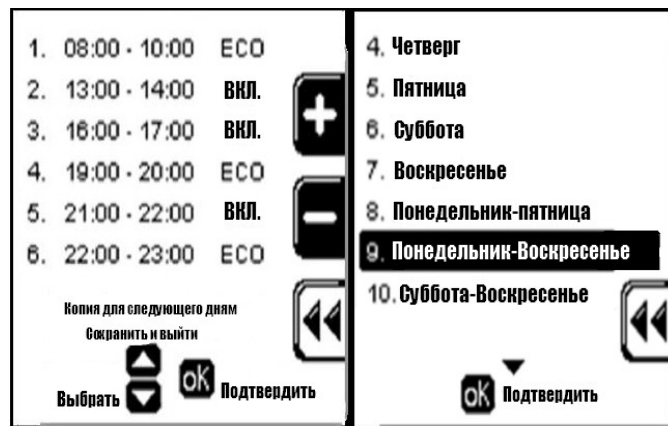 1. 08:00 - 10:00 ECO
2. 13:00 - 14:00 ВКЛ.
3. 16:00 - 17:00 ВКЛ.
4. 19:00 - 20:00 ECO
5. 21:00 - 22:00 ВКЛ.
6. 22:00 - 23:00 ECO
+
-
Копия для следующего дням
Сохранить и выйти
Выбрать
oK Подтвердить
4. Четверг
5. Пятница
6. Суббота
7. Воскресенье
8. Понедельник-пятница
9. Понедельник-Воскресенье
10. Суббота-Воскресенье
oK Подтвердить